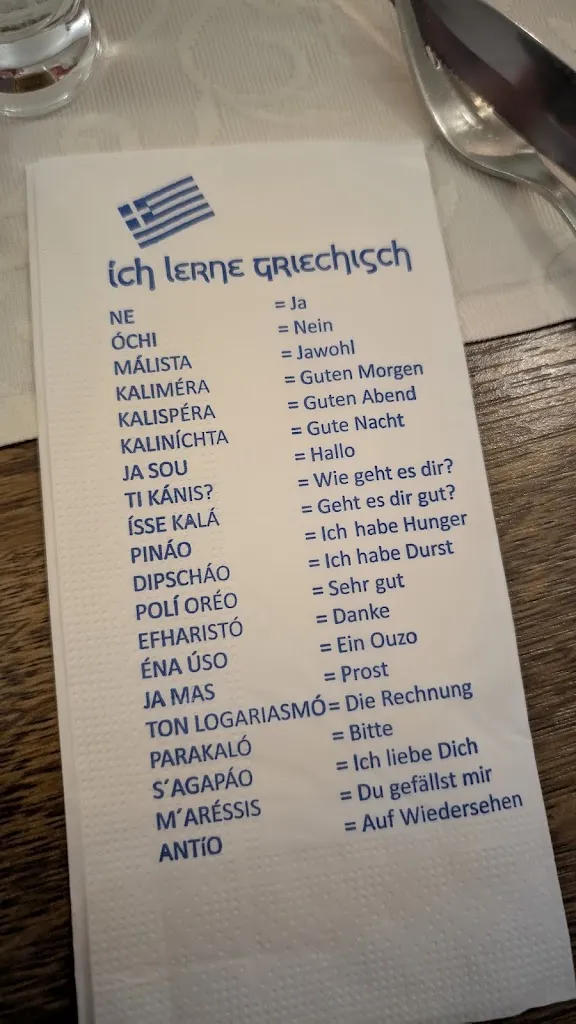 ich lerne griechisch
NE = Ja
ÓCHI = Nein
MÁLISTA = Jawohl
KALIMÉRA = Guten Morgen
KALISPÉRA = Guten Abend
KALINÍCHTA = Gute Nacht
JA SOU = Hallo
TI KÁNIS? = Wie geht es dir?
ÍSSE KALÁ = Geht es dir gut?
PINÁO = Ich habe Hunger
DIPSCHÁO = Ich habe Durst
POLÍ ORÉO = Sehr gut
EFHARISTÓ = Danke
ÉNA ÚSO = Ein Ouzo
JA MAS = Prost
TON LOGARIASMÓ = Die Rechnung
PARAKALÓ = Bitte
S´AGAPÁO = Ich liebe Dich
M´ARÉSSIS = Du gefällst mir
ANTíO = Auf Wiedersehen